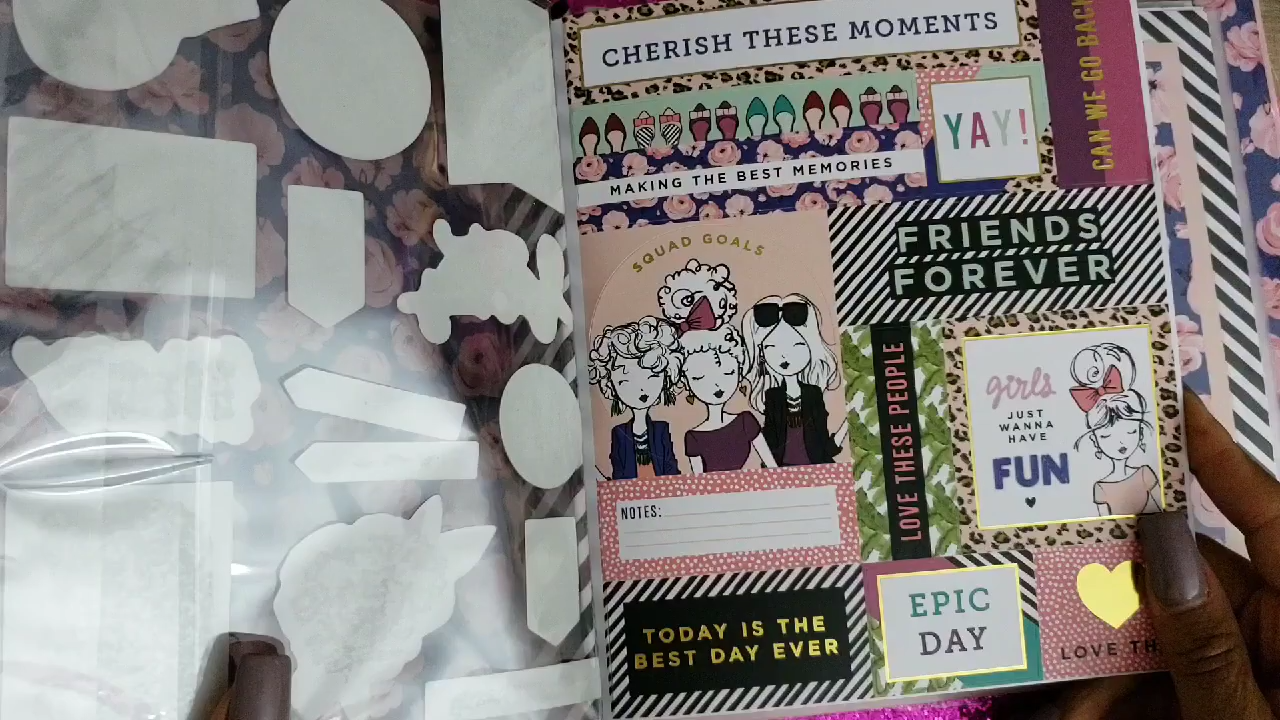 CHERISH THESE MOMENTS
CAN WE GO BACK
YAY!
MAKING THE BEST MEMORIES
FRIENDS
FOREVER
SQUAD GOALS
LOVE THESE PEOPLE
girls
JUST
WANNA
HAVE
FUN
NOTES:
TODAY IS THE
BEST DAY EVER
EPIC
DAY
LOVE